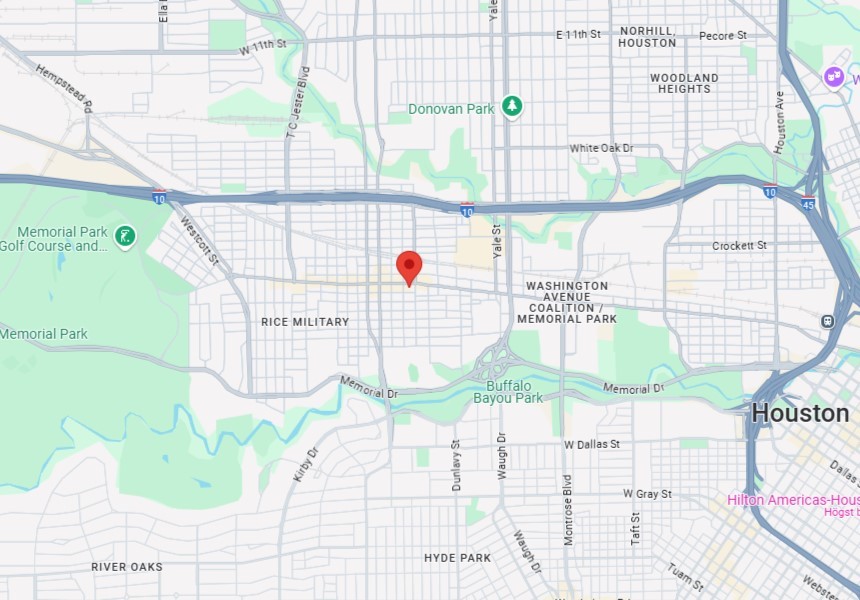 Ella
W 11th St
Yale
E 11th St
NORHILL,
HOUSTON
Pecore St
Hempstead Rd
T C Jester Blvd
WOODLAND
HEIGHTS
W
Donovan Park
Houston Ave
White Oak Dr
10
10
10
45
Memorial Park
Golf Course and...
Westcott St
Yale St
Crockett St
WASHINGTON
AVENUE
COALITION /
MEMORIAL PARK
RICE MILITARY
Memorial Park
Memorial Dr
Buffalo
Bayou Park
Memorial Dr
Houston
Kirby Dr
Dunlavy St
Waugh Dr
W Dallas St
Dallas S
Montrose Blvd
W Gray St
Taft St
Hilton Americas-Hous
Högst b
HYDE PARK
Waugh Dr
RIVER OAKS
Tuam St
Webster